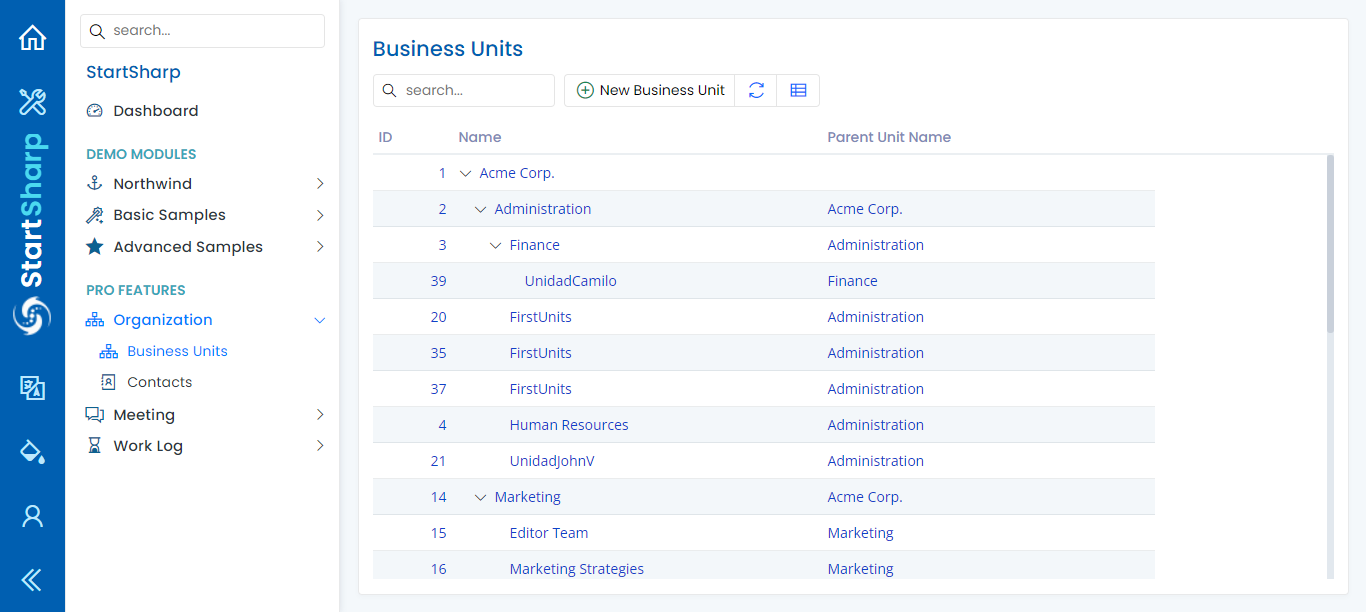 StartSharp
search...
StartSharp
Dashboard
DEMO MODULES
Northwind
Basic Samples
Advanced Samples
PRO FEATURES
Organization
Business Units
Contacts
Meeting
Work Log
Business Units
search...
New Business Unit
ID Name Parent Unit Name
1 Acme Corp.
2 Administration Acme Corp.
3 Finance Administration
39 UnidadCamilo Finance
20 FirstUnits Administration
35 FirstUnits Administration
37 FirstUnits Administration
4 Human Resources Administration
21 UnidadJohnV Administration
14 Marketing Acme Corp.
15 Editor Team Marketing
16 Marketing Strategies Marketing